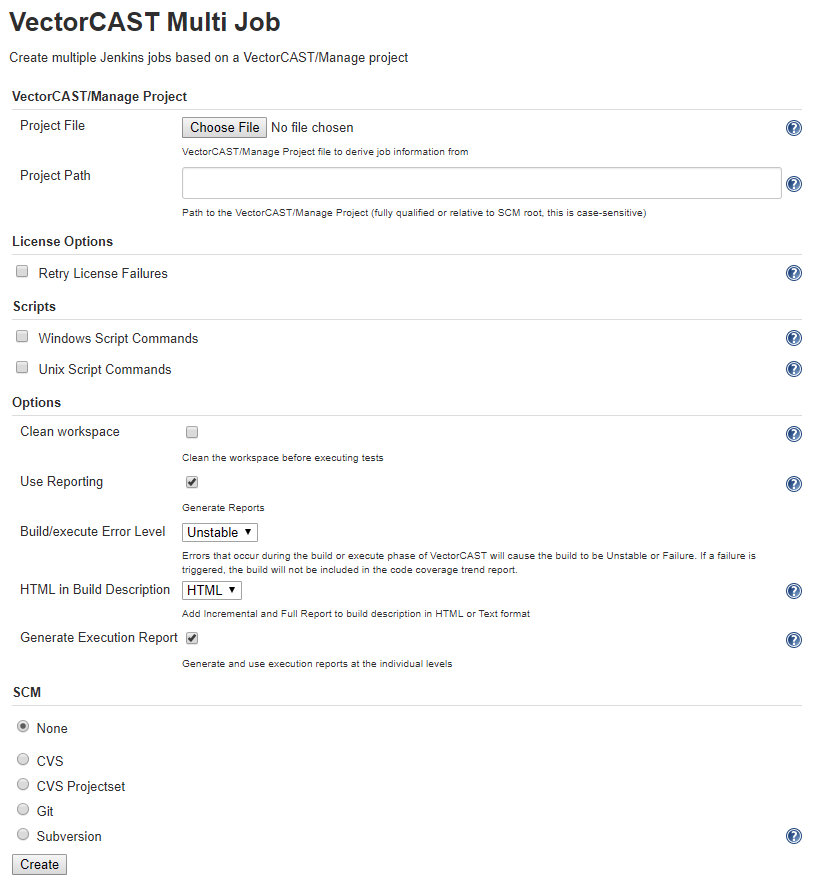 VectorCAST Multi Job
Create multiple Jenkins jobs based on a VectorCAST/Manage project
VectorCAST/Manage Project
Project File
Choose File No file chosen
?
VectorCAST/Manage Project file to derive job information from
Project Path
?
Path to the VectorCAST/Manage Project (fully qualified or relative to SCM root, this is case-sensitive)
License Options
Retry License Failures
?
Scripts
Windows Script Commands
?
Unix Script Commands
?
Options
Clean workspace
?
Clean the workspace before executing tests
Use Reporting
?
Generate Reports
Build/execute Error Level
Unstable
Errors that occur during the build or execute phase of VectorCAST will cause the build to be Unstable or Failure. If a failure is
triggered, the build will not be included in the code coverage trend report.
HTML in Build Description
HTML
?
Add Incremental and Full Report to build description in HTML or Text format
Generate Execution Report
?
Generate and use execution reports at the individual levels
SCM
None
CVS
CVS Projectset
Git
Subversion
?
Create